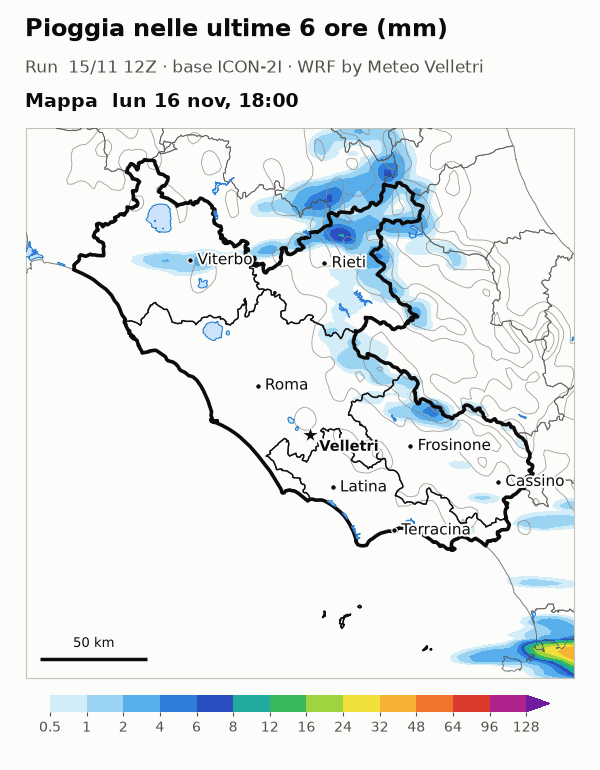 Pioggia nelle ultime 6 ore (mm)
Run  15/11 12Z · base ICON-2I · WRF by Meteo Velletri
Mappa  lun 16 nov, 18:00
Viterbo
Rieti
Roma
Velletri
Frosinone
Latina
Cassino
Terracina
50 km
0.5 1 2 4 6 8 12 16 24 32 48 64 96 128